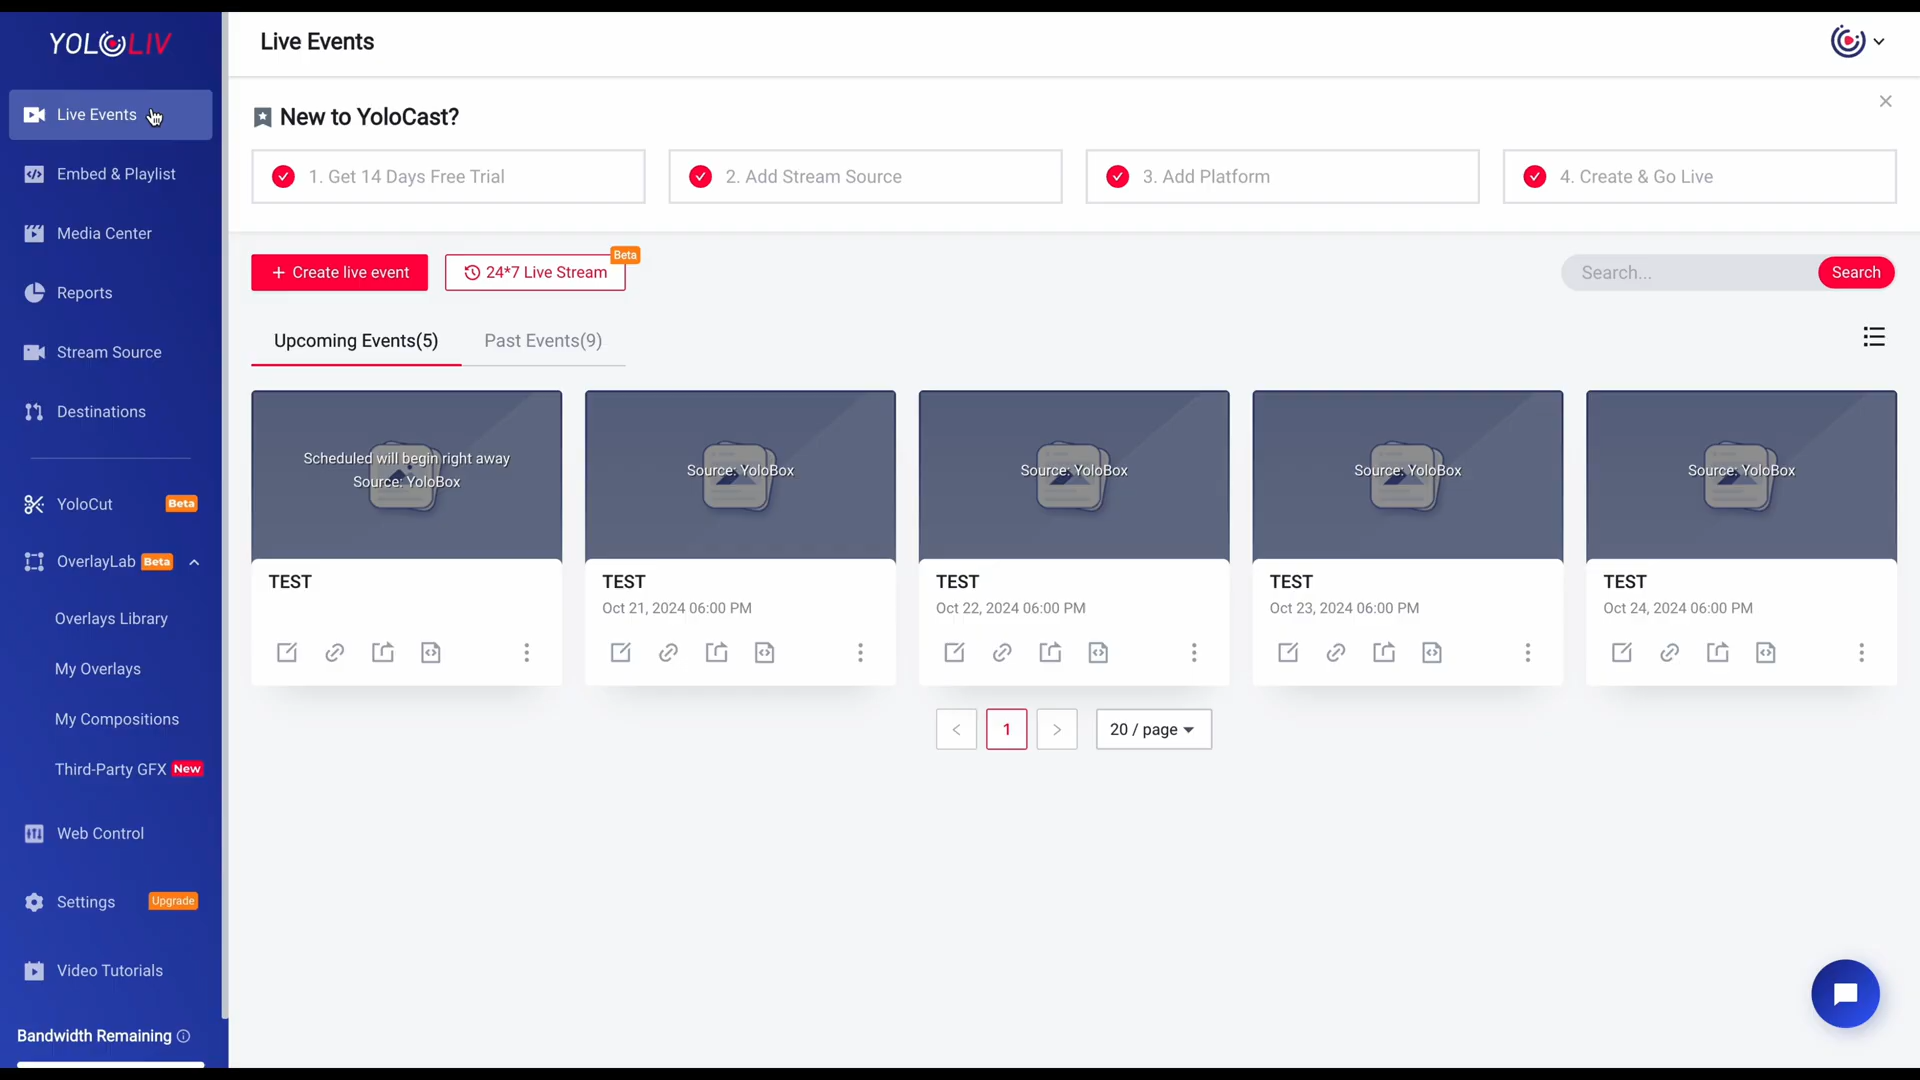 YOLOLIV
Live Events
Live Events
Embed & Playlist
Media Center
Reports
Stream Source
Destinations
YoloCut Beta
OverlayLab Beta
Overlays Library
My Overlays
My Compositions
Third-Party GFX New
Web Control
Settings Upgrade
Video Tutorials
Bandwidth Remaining
New to YoloCast?
1. Get 14 Days Free Trial
2. Add Stream Source
3. Add Platform
4. Create & Go Live
+ Create live event
24*7 Live Stream
Beta
Search...
Search
Upcoming Events(5)
Past Events(9)
Scheduled will begin right away
Source: YoloBox
TEST
Source: YoloBox
TEST
Oct 21, 2024 06:00 PM
Source: YoloBox
TEST
Oct 22, 2024 06:00 PM
Source: YoloBox
TEST
Oct 23, 2024 06:00 PM
Source: YoloBox
TEST
Oct 24, 2024 06:00 PM
< 1 > 20 / page